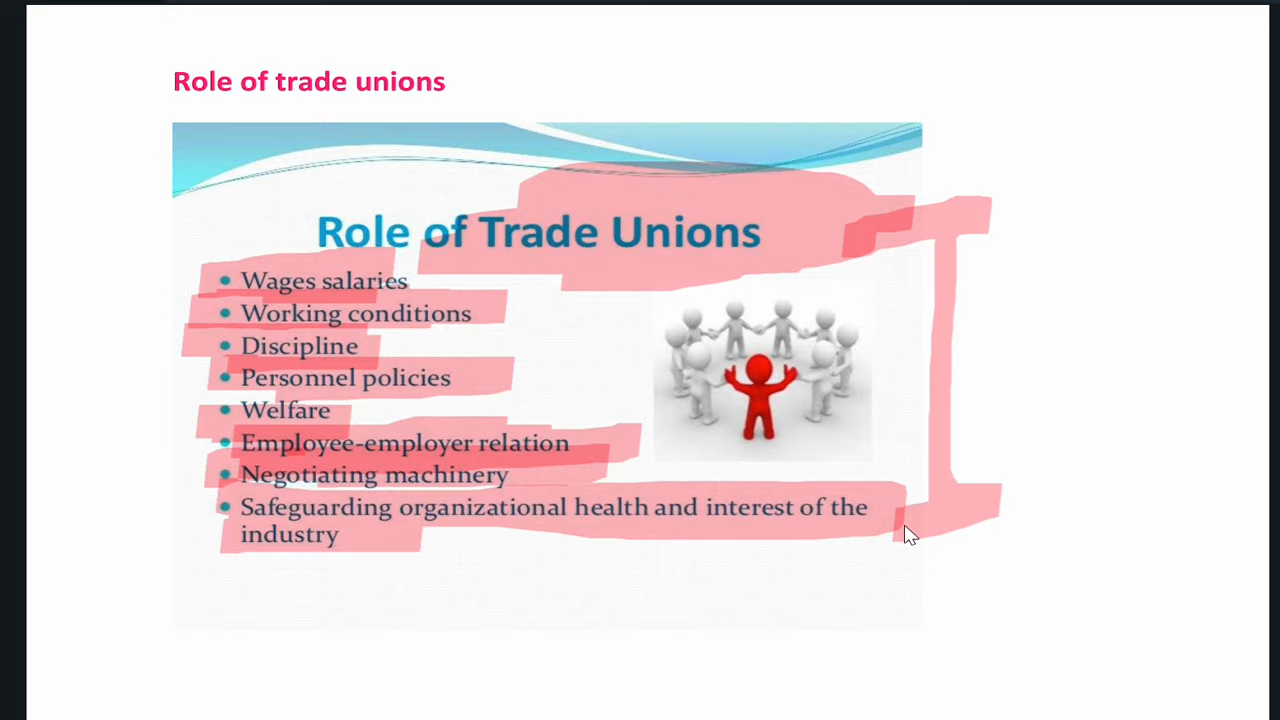 Role of trade unions
Role of Trade Unions
• Wages salaries
• Working conditions
• Discipline
• Personnel policies
• Welfare
• Employee-employer relation
• Negotiating machinery
• Safeguarding organizational health and interest of the
industry